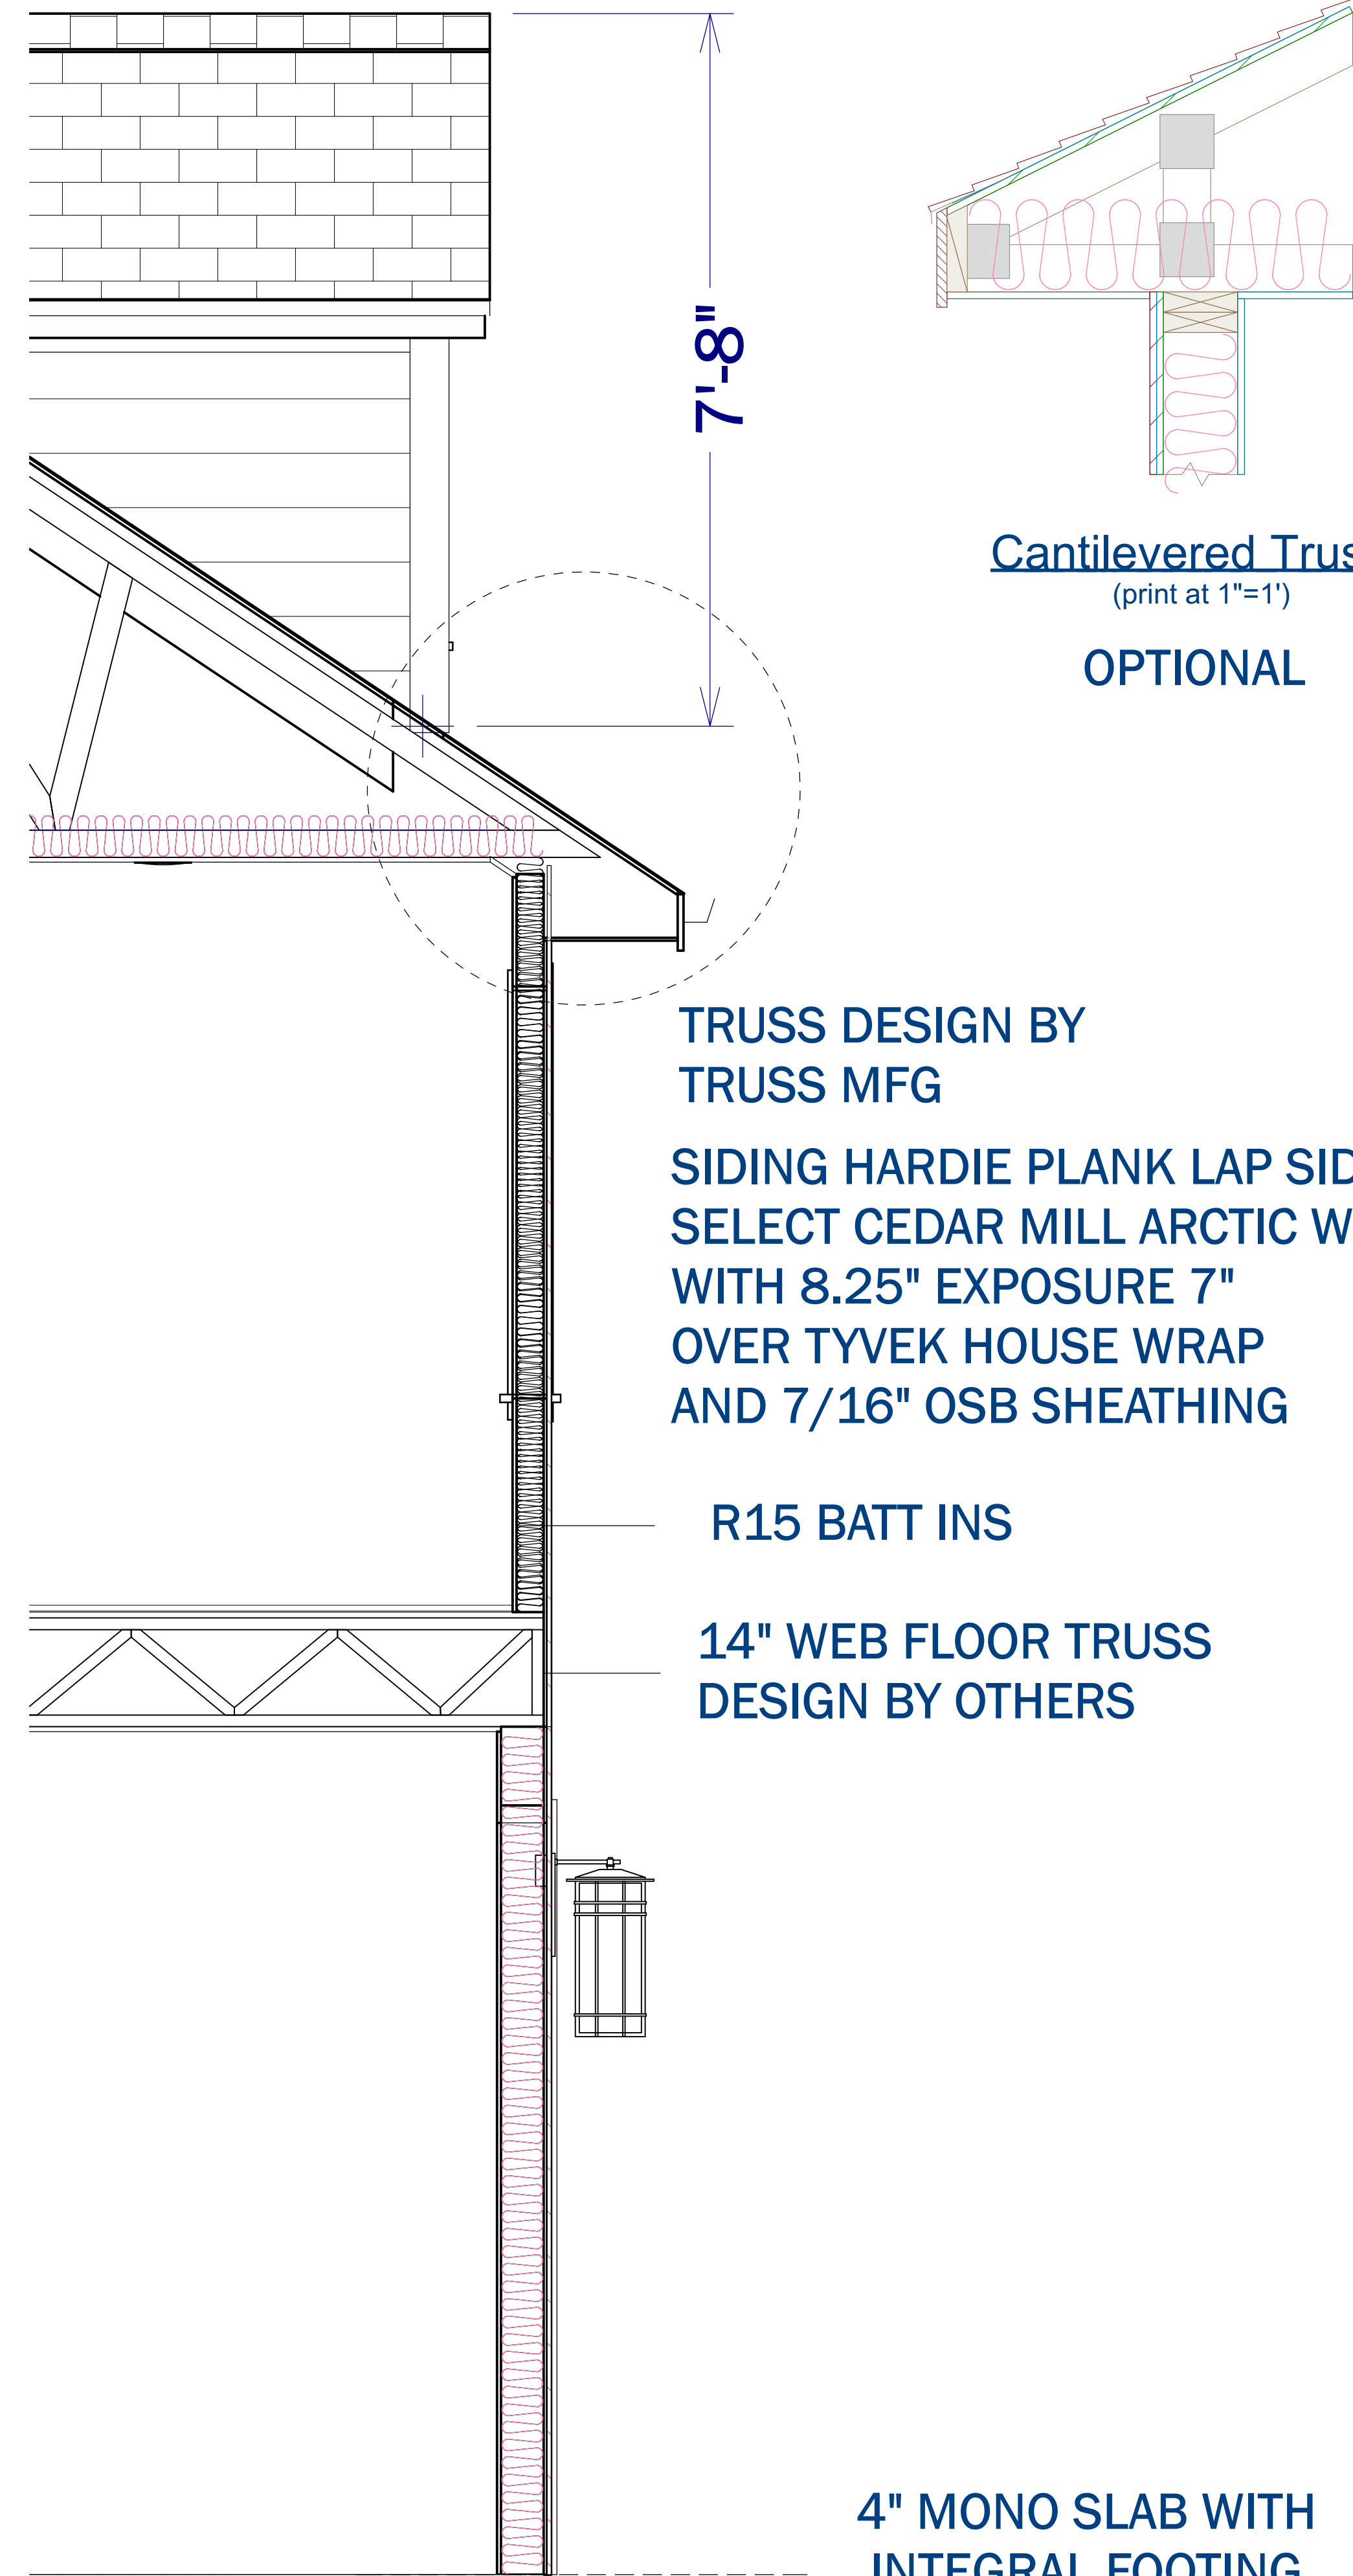 7'-8"
Cantilevered
(print at 1"=1')
OPTIONAL
TRUSS DESIGN BY
TRUSS MFG
SIDING HARDIE PLANK LAP
SELECT CEDAR MILL ARCTIC
WITH 8.25" EXPOSURE 7"
OVER TYVEK HOUSE WRAP
AND 7/16" OSB SHEATHING
R15 BATT INS
14" WEB FLOOR TRUSS
DESIGN BY OTHERS
4" MONO SLAB WITH
INTEGRAL FOOTING